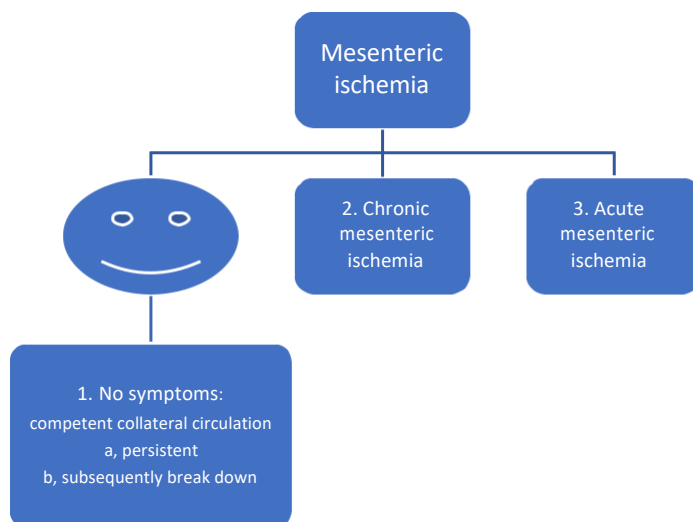 Mesenteric
ischemia
2. Chronic
mesenteric
ischemia
3. Acute
mesenteric
ischemia
1. No symptoms:
competent collateral circulation
a, persistent
b, subsequently break down